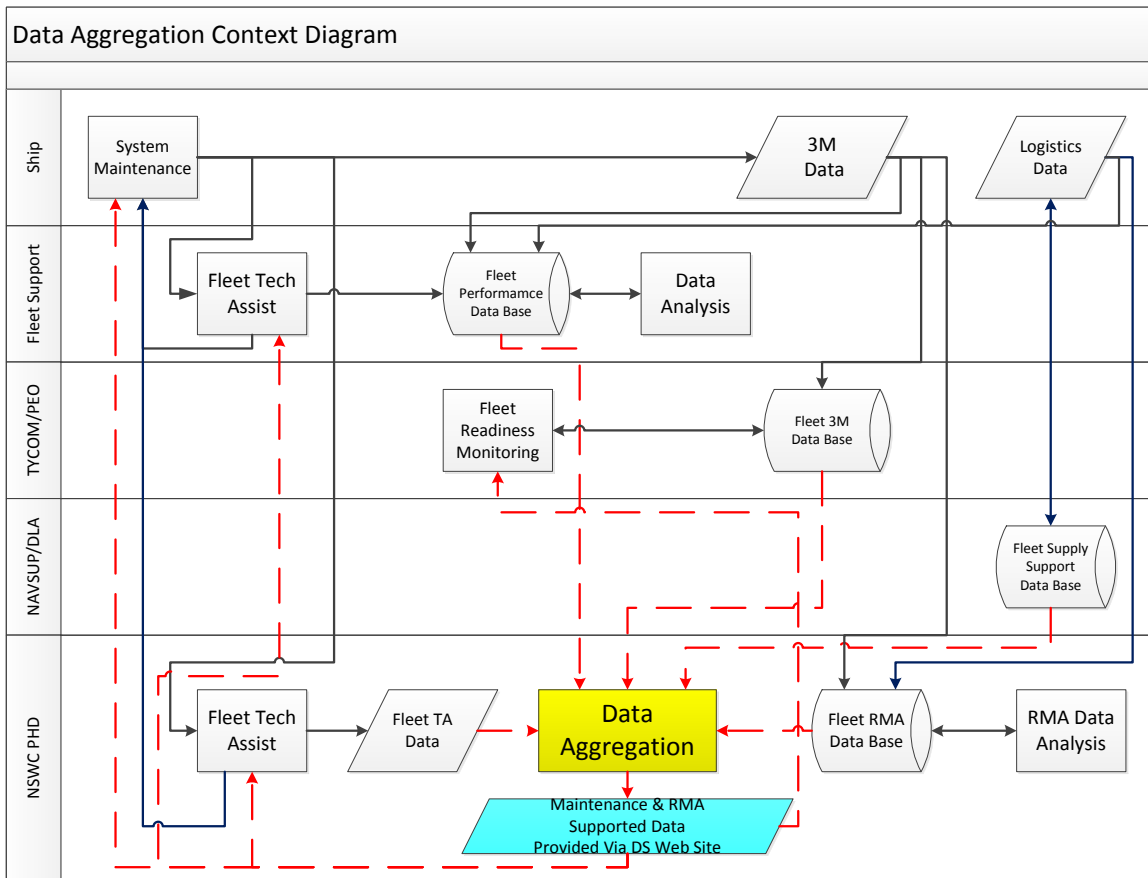 Data Aggregation Context Diagram
Ship
System
Maintenance
3M
Data
Logistics
Data
Fleet Support
Fleet Tech
Assist
Fleet
Performamce
Data Base
Data
Analysis
TYCOM/PEO
Fleet
Readiness
Monitoring
Fleet 3M
Data Base
NAVSUP/DLA
Fleet Supply
Support
Data Base
NSWC PHD
Fleet Tech
Assist
Fleet TA
Data
Data
Aggregation
Fleet RMA
Data Base
RMA Data
Analysis
Maintenance & RMA
Supported Data
Provided Via DS Web Site